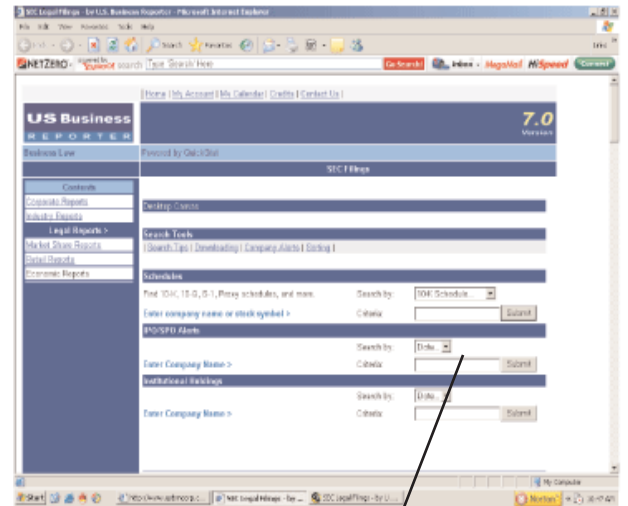 SEC Legal Filings - by U.S. Business Reporter - Microsoft Internet Explorer
File Edit View Favorites Tools Help
Search Favorites
Links
NETZERO search Type Search Here Go Search! Inbox - MegaMail HiSpeed
| Home | My Account | My Calendar | Credits | Contact Us |
US Business
REPORTER
7.0
Version
Business Law Powered by
SEC Filings
Contents
Corporate Reports
Industry Reports
Legal Reports >
Market Share Reports
Retail Reports
Economic Reports
Desktop
Search Tools
| Search Tips | Downloading | Company Alerts | Sorting |
Schedules
Find 10-K, 10-Q, S-1, Proxy schedules, and more. Search by: 10-K Schedule...
Enter company name or stock symbol > Criteria: Submit
IPO/SPO Alerts
Search by: Date...
Enter Company Name > Criteria: Submit
Institutional Holdings
Search by: Date...
Enter Company Name > Criteria: Submit
My Computer
Start SEC Legal Filings - by ... SEC Legal Filings - by U... Norton